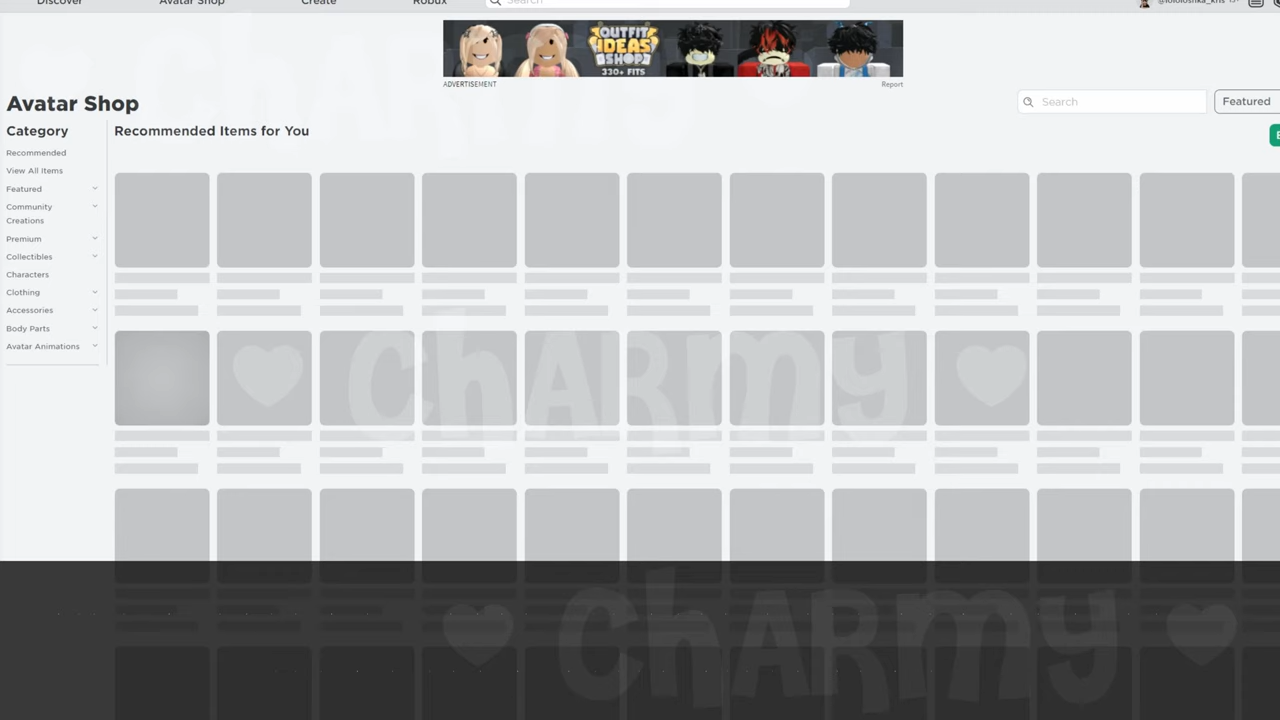 Discover Avatar Shop Create Robux Search
OUTFIT
IDEAS
SHOP
330+ FITS
ADVERTISEMENT Report
Avatar Shop Search Featured
Category Recommended Items for You
Recommended
View All Items
Featured
Community
Creations
Premium
Collectibles
Characters
Clothing
Accessories
Body Parts
Avatar Animations
ChARmy
ChARmy